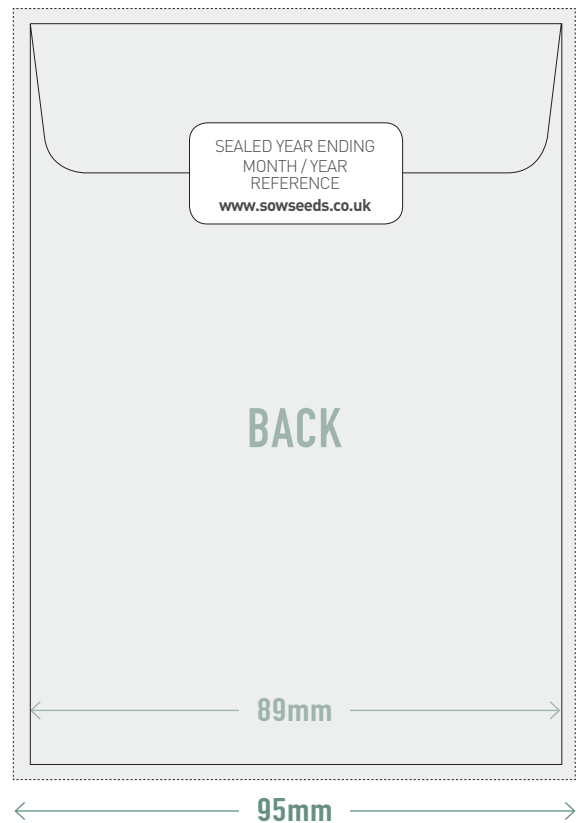 SEALED YEAR ENDING
MONTH / YEAR
REFERENCE
www.sowseeds.co.uk
BACK
89mm
95mm